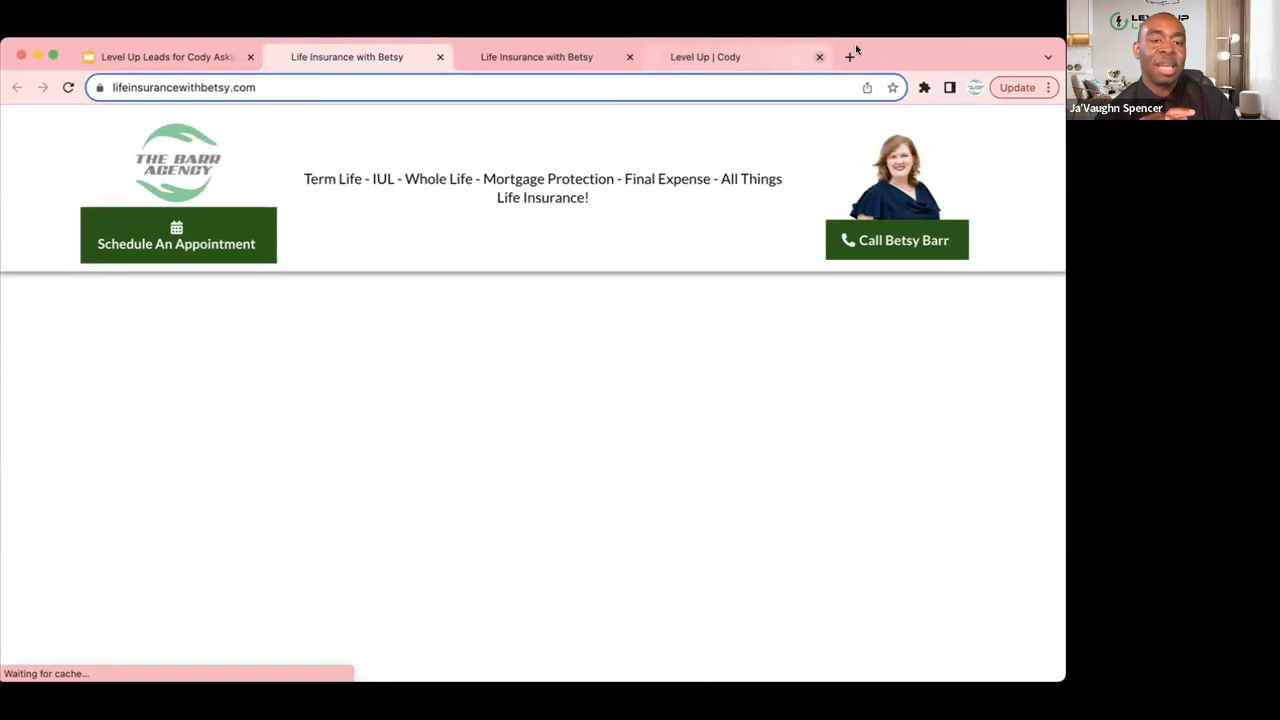 Level Up Leads for Cody Aski
Life Insurance with Betsy
Life Insurance with Betsy
Level Up | Cody
lifeinsurancewithbetsy.com
Update
THE BARR
AGENCY
Schedule An Appointment
Term Life - IUL - Whole Life - Mortgage Protection - Final Expense - All Things
Life Insurance!
Call Betsy Barr
Waiting for cache...
Ja'Vaughn Spencer